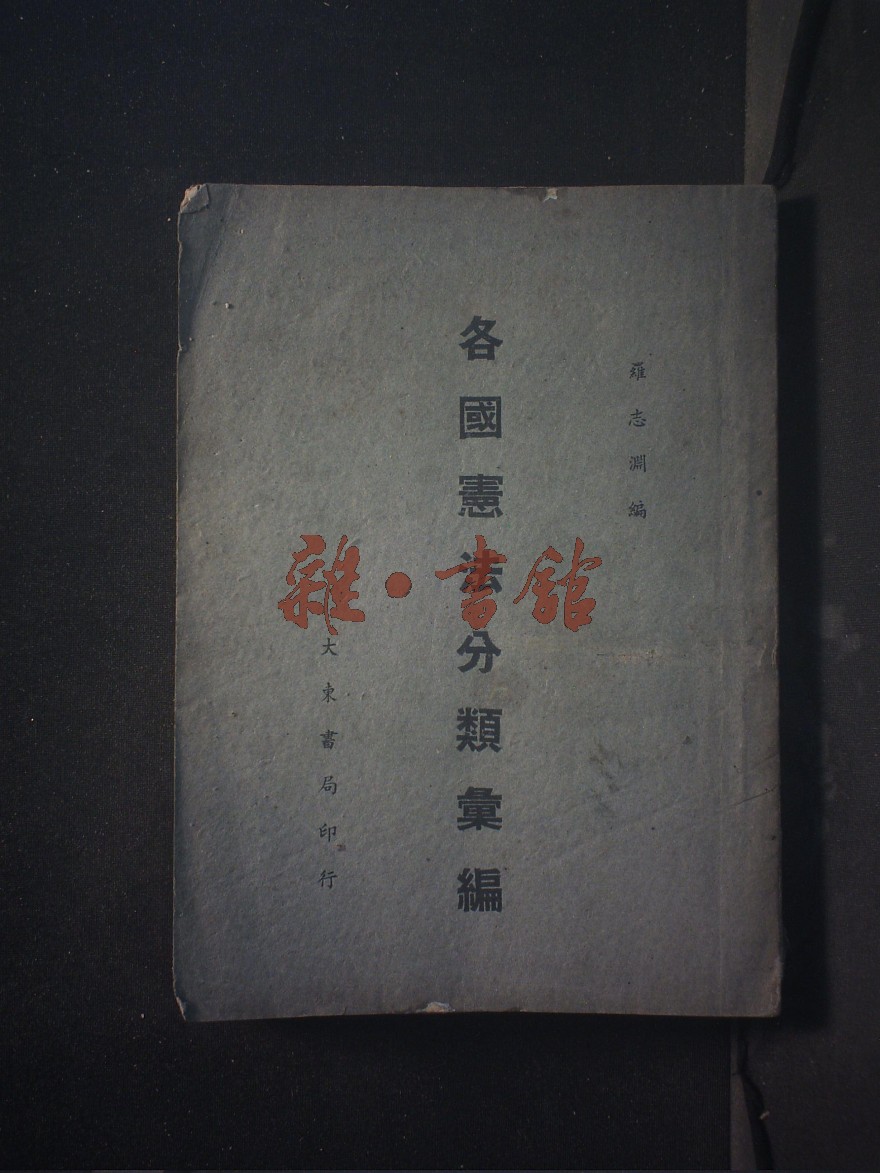 羅志淵編
各國憲法分類彙編
大東書局印行
雜·書館